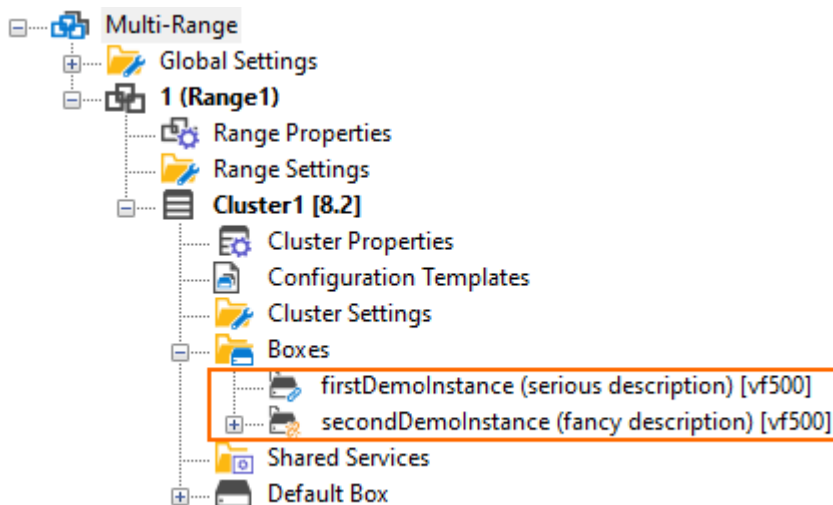 Multi-Range
Global Settings
1 (Range1)
Range Properties
Range Settings
Cluster1 [8.2]
Cluster Properties
Configuration Templates
Cluster Settings
Boxes
firstDemoInstance (serious description) [vf500]
secondDemoInstance (fancy description) [vf500]
Shared Services
Default Box